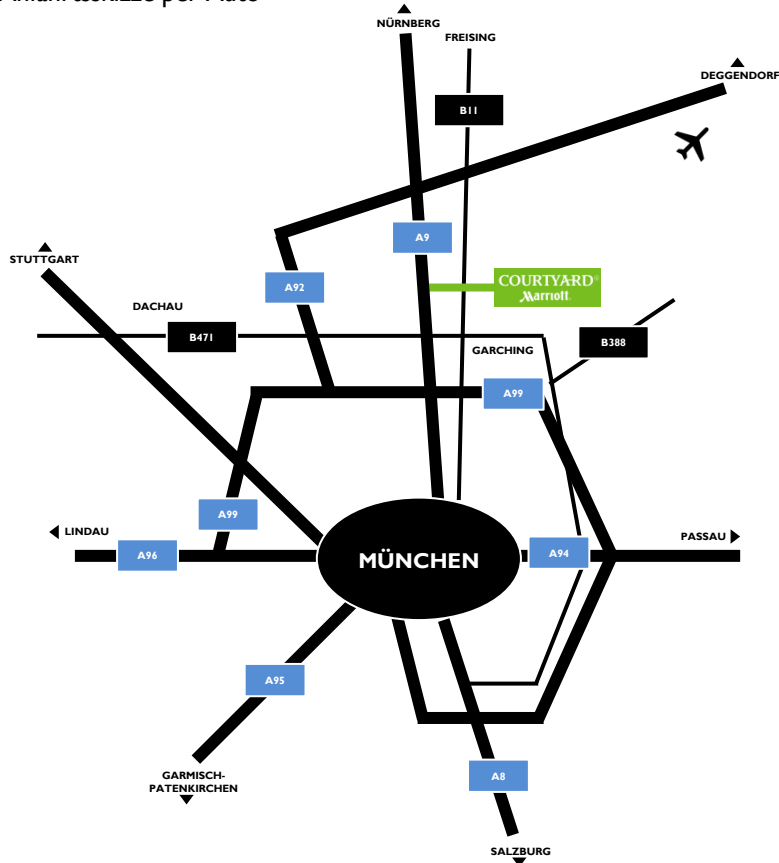 NÜRNBERG
FREISING
DEGGENDORF
B11
A9
STUTTGART
A92
COURTYARD®
Marriott
DACHAU
B471
B388
GARCHING
A99
A99
LINDAU
A96
MÜNCHEN
A94
PASSAU
A95
GARMISCH-
PATENKIRCHEN
A8
SALZBURG